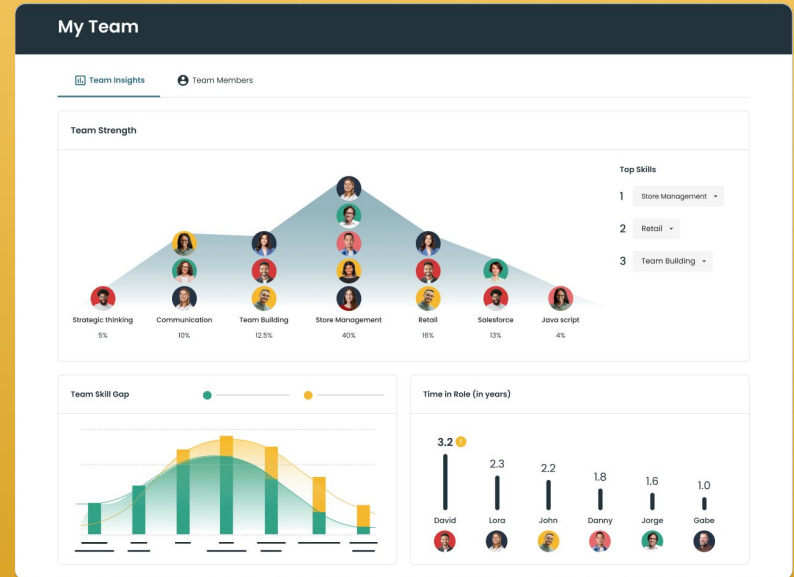 My Team
Team Insights
Team Members
Team Strength
Top Skills
1 Store Management
2 Retail
3 Team Building
Strategic thinking Communication Team Building Store Management Retail Salesforce Java script
5% 10% 12.5% 40% 16% 13% 4%
Team Skill Gap
Time in Role (in years)
3.2 ! 2.3 2.2 1.8 1.6 1.0
David Lora John Danny Jorge Gabe